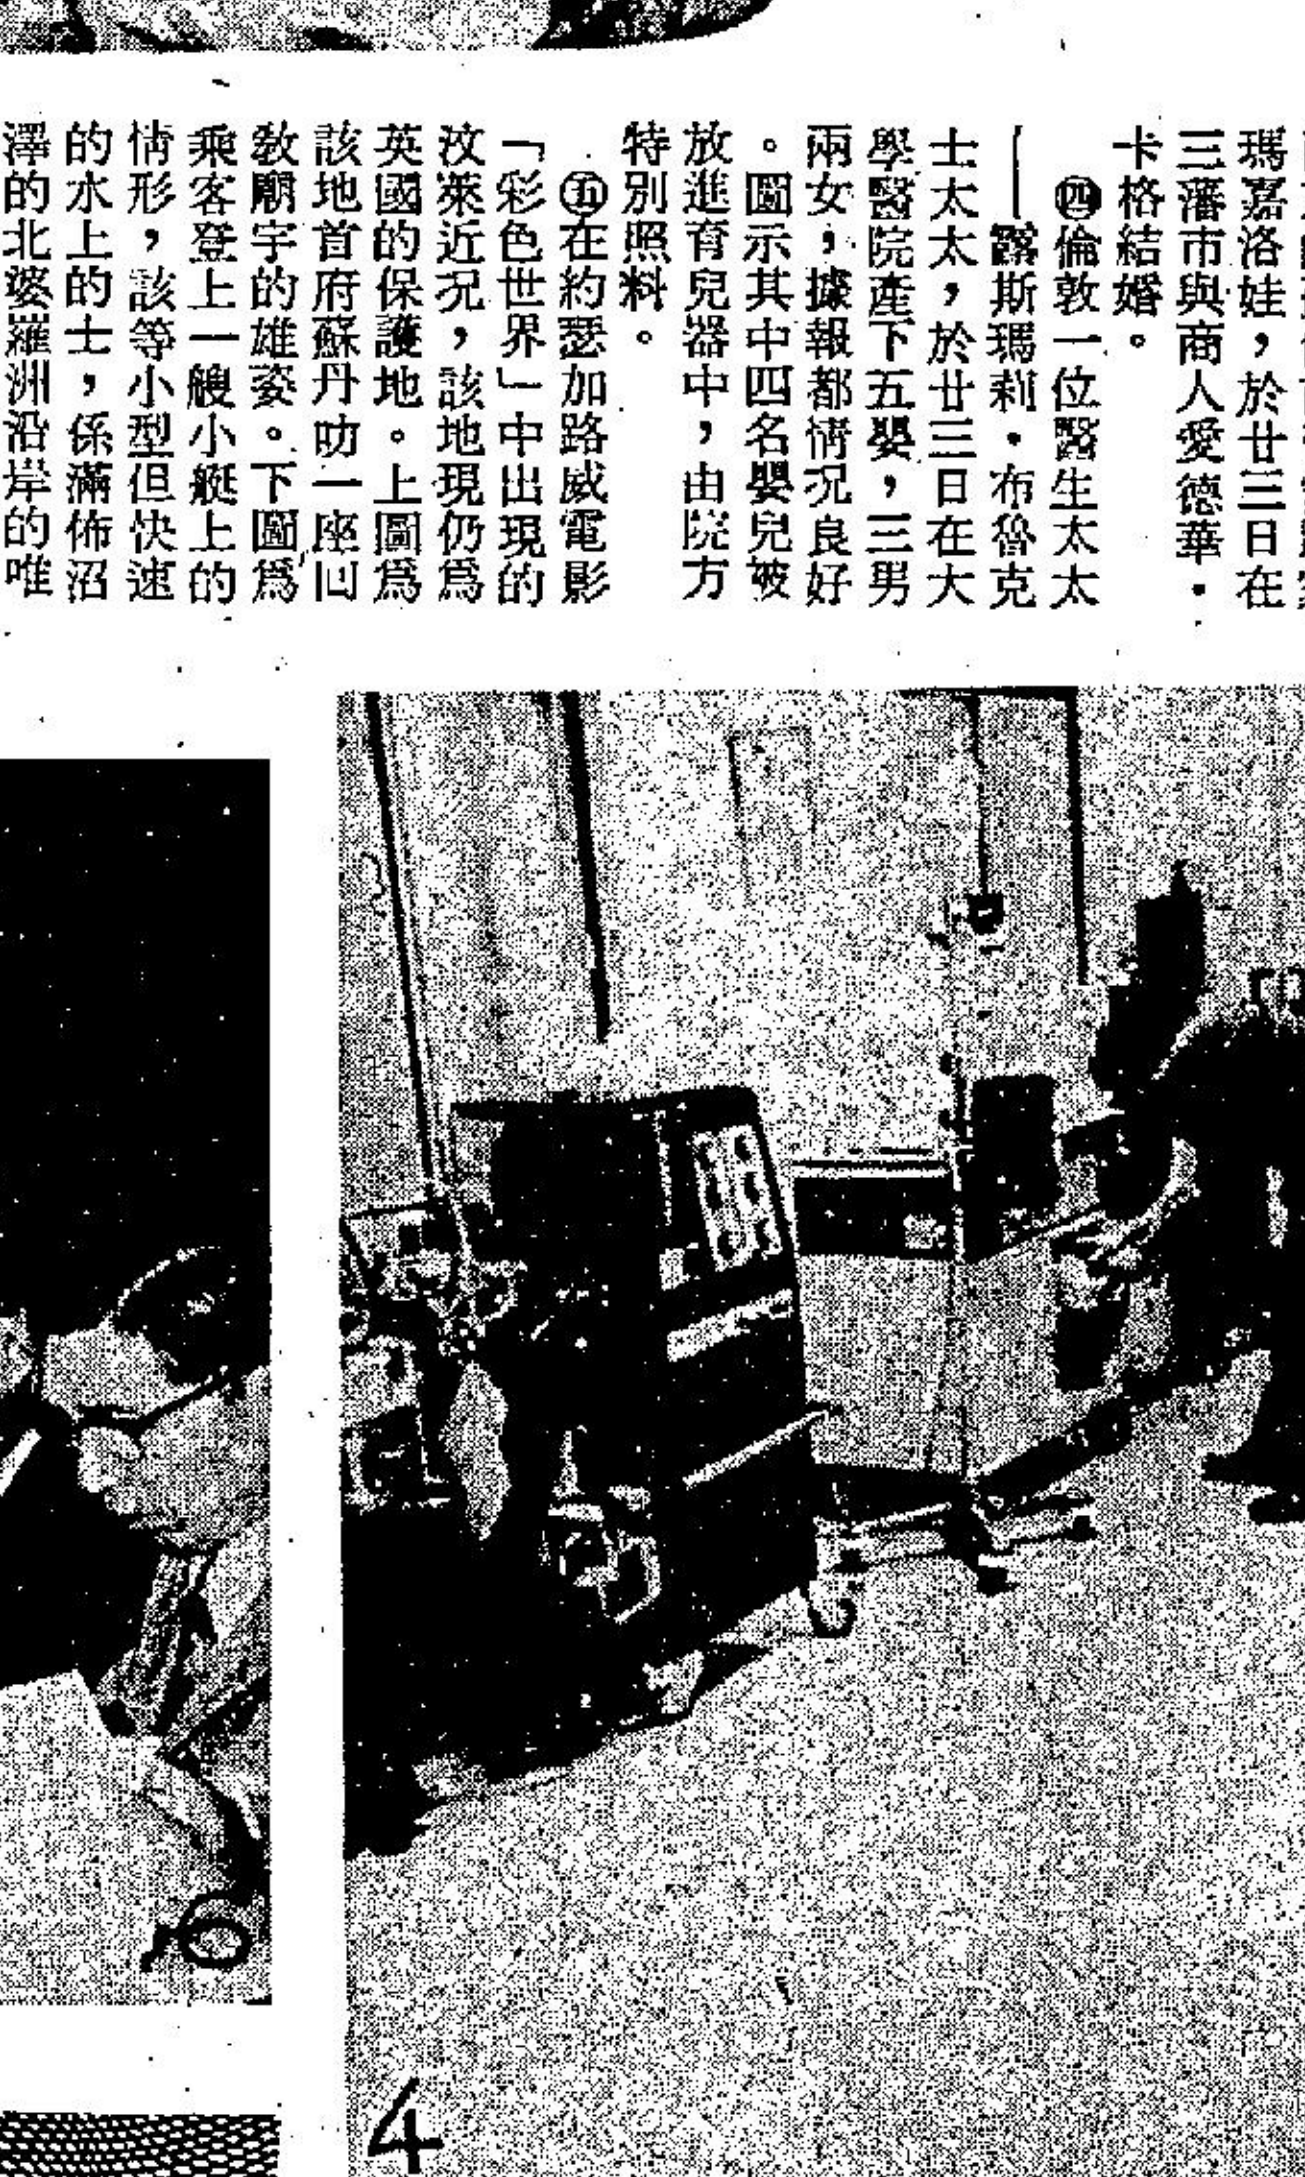 瑪嘉洛娃，於廿三日在
三藩市與商人愛德華·
卡格結婚。
㊃倫敦一位醫生太太
——露斯瑪莉·布魯克
士太太，於廿三日在大
學醫院產下五嬰，三男
兩女，據報都情况良好
。圖示其中四名嬰兒被
放進育兒器中，由院方
特別照料。
㊄在約瑟加路威電影
「彩色世界」中出現的
汶萊近况，該地現仍爲
英國的保護地。上圖爲
該地首府蘇丹叻一座回
敎廟宇的雄姿。下圖爲
乘客登上一艘小艇上的
情形，該等小型但快速
的水上的士，係滿佈沼
澤的北婆羅洲沿岸的唯
6
4